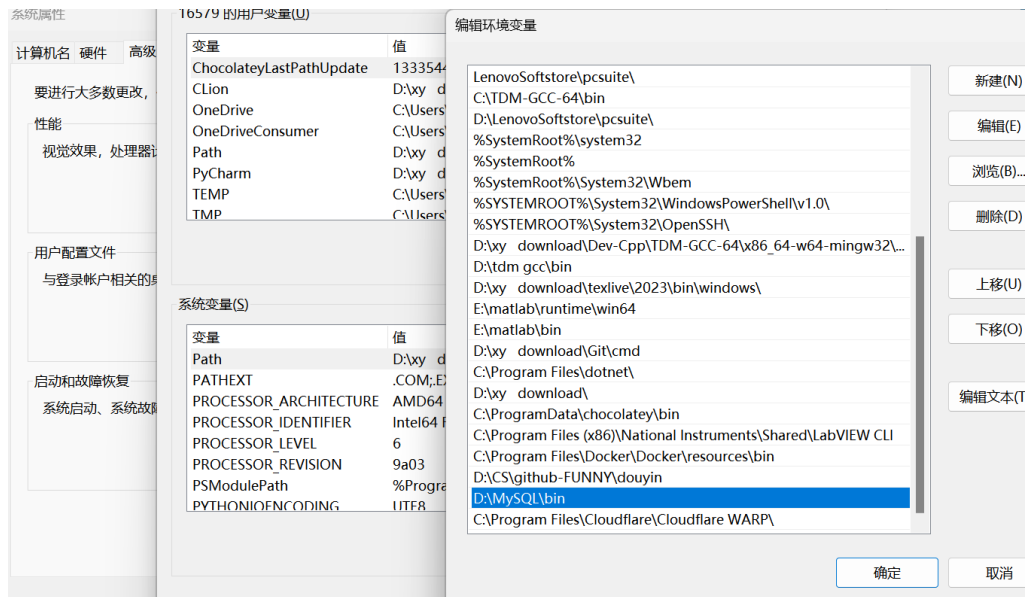 系统属性
计算机名 硬件 高级
要进行大多数更改，
性能
视觉效果，处理器计
用户配置文件
与登录帐户相关的桌
启动和故障恢复
系统启动、系统故障
16579 的用户变量(U)
变量 值
ChocolateyLastPathUpdate 1333544
CLion D:\xy d
OneDrive C:\Users'
OneDriveConsumer C:\Users'
Path D:\xy d
PyCharm D:\xy d
TEMP C:\Users'
TMP C:\Users'
系统变量(S)
变量 值
Path D:\xy d
PATHEXT .COM;.EX
PROCESSOR_ARCHITECTURE AMD64
PROCESSOR_IDENTIFIER Intel64 F
PROCESSOR_LEVEL 6
PROCESSOR_REVISION 9a03
PSModulePath %Progra
PYTHONIOENCODING UTF8
编辑环境变量
LenovoSoftstore\pcsuite\
C:\TDM-GCC-64\bin
D:\LenovoSoftstore\pcsuite\
%SystemRoot%\system32
%SystemRoot%
%SystemRoot%\System32\Wbem
%SYSTEMROOT%\System32\WindowsPowerShell\v1.0\
%SYSTEMROOT%\System32\OpenSSH\
D:\xy   download\Dev-Cpp\TDM-GCC-64\x86_64-w64-mingw32\...
D:\tdm gcc\bin
D:\xy   download\texlive\2023\bin\windows\
E:\matlab\runtime\win64
E:\matlab\bin
D:\xy   download\Git\cmd
C:\Program Files\dotnet\
D:\xy   download\
C:\ProgramData\chocolatey\bin
C:\Program Files (x86)\National Instruments\Shared\LabVIEW CLI
C:\Program Files\Docker\Docker\resources\bin
D:\CS\github-FUNNY\douyin
D:\MySQL\bin
C:\Program Files\Cloudflare\Cloudflare WARP\
新建(N)
编辑(E)
浏览(B)...
删除(D)
上移(U)
下移(O)
编辑文本(T
确定
取消